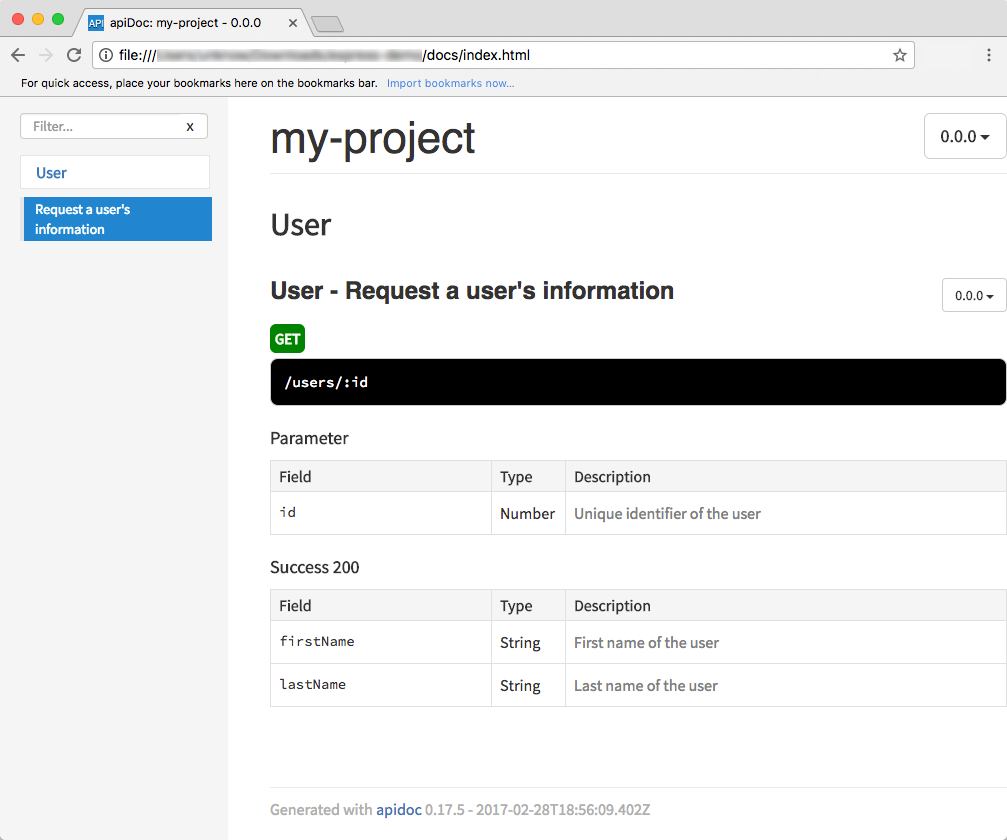 apiDoc: my-project - 0.0.0
file:///
/docs/index.html
For quick access, place your bookmarks here on the bookmarks bar. Import bookmarks now...
Filter... x
User
Request a user's
information
my-project
0.0.0
User
User - Request a user's information
0.0.0
GET
/users/:id
Parameter
Field Type Description
id Number Unique identifier of the user
Success 200
Field Type Description
firstName String First name of the user
lastName String Last name of the user
Generated with apidoc 0.17.5 - 2017-02-28T18:56:09.402Z